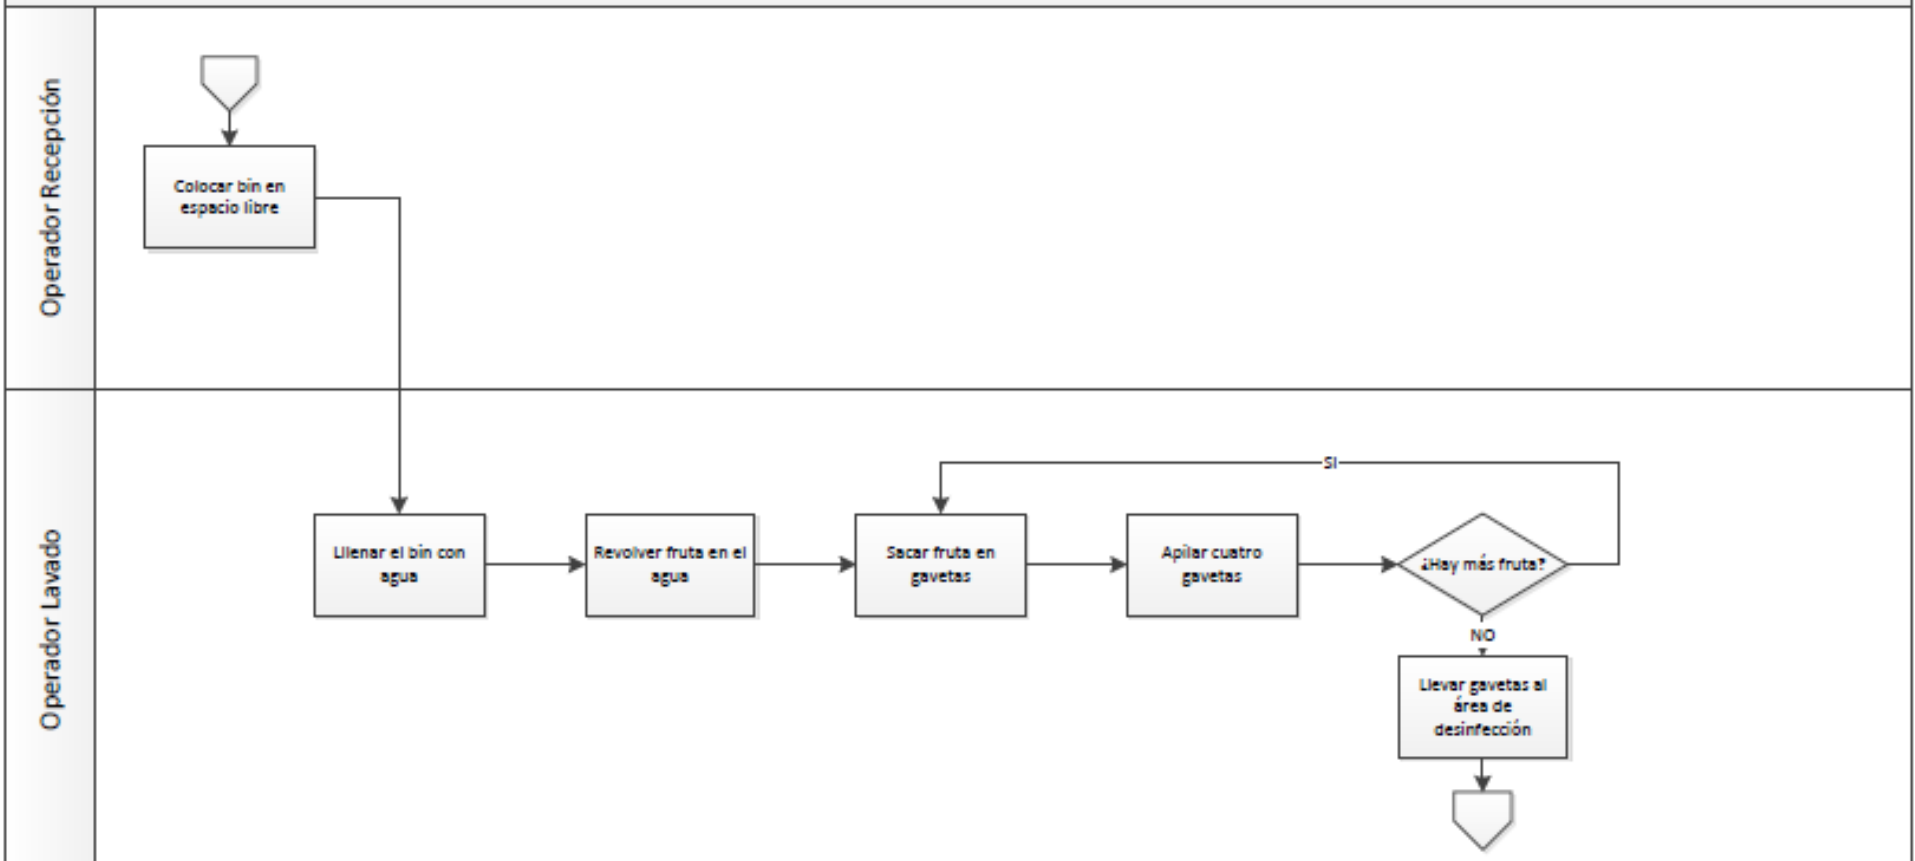 Operador Recepción
Colocar bin en
espacio libre
Operador Lavado
SI
Llenar el bin con
agua
Revolver fruta en el
agua
Sacar fruta en
gavetas
Apilar cuatro
gavetas
¿Hay más fruta?
NO
Llevar gavetas al
área de
desinfección